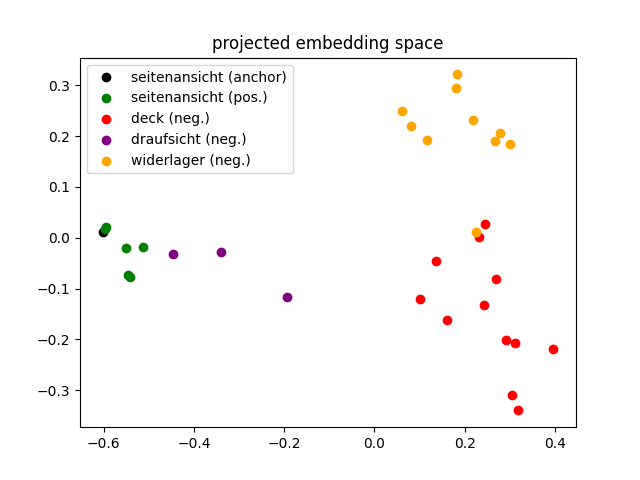 projected embedding space
seitenansicht (anchor)
seitenansicht (pos.)
deck (neg.)
draufsicht (neg.)
widerlager (neg.)
0.3
0.2
0.1
0.0
−0.1
−0.2
−0.3
−0.6 −0.4 −0.2 0.0 0.2 0.4